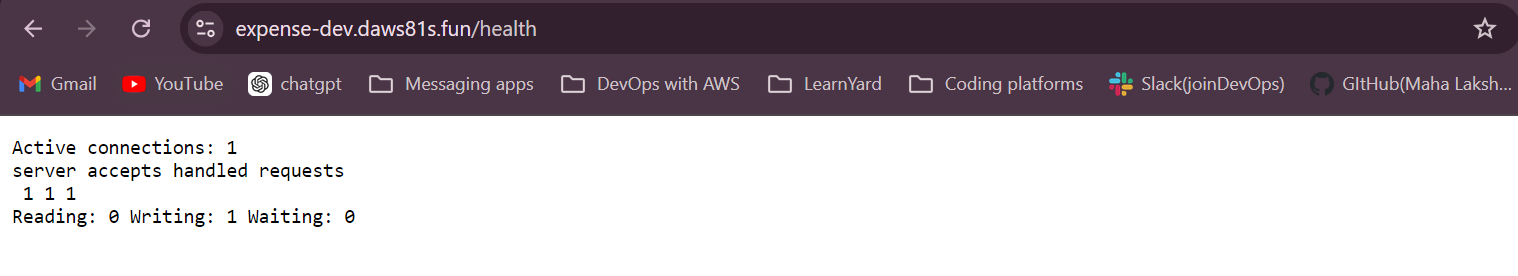 expense-dev.daws81s.fun/health
Gmail YouTube chatgpt Messaging apps DevOps with AWS LearnYard Coding platforms Slack(joinDevOps) GItHub(Maha Laksh...
Active connections: 1
server accepts handled requests
 1 1 1
Reading: 0 Writing: 1 Waiting: 0